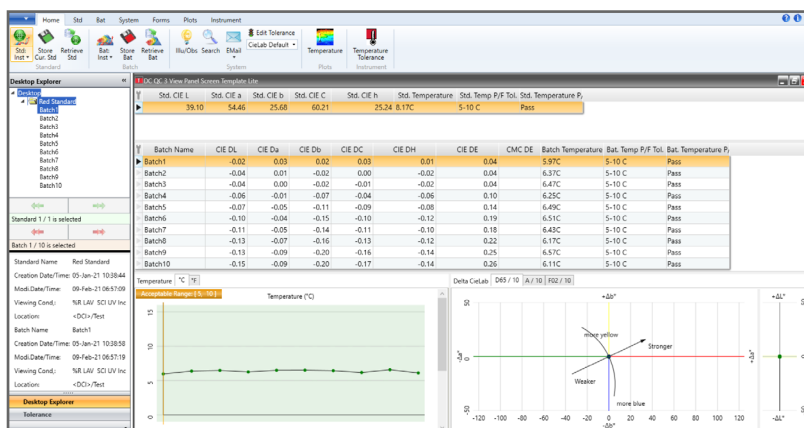 Home Std Bat System Forms Plots Instrument
Edit Tolerance
CieLab Default
Std: Inst Store Cur. Std Retrieve Std Bat: Inst Store Bat Retrieve Bat Illu/Obs Search EMail Temperature Temperature Tolerance
Standard Batch System Plots Instrument
Desktop Explorer
Desktop
Red Standard
Batch1
Batch2
Batch3
Batch4
Batch5
Batch6
Batch7
Batch8
Batch9
Batch10
Standard 1 / 1 is selected
Batch 1 / 10 is selected
Standard Name Red Standard
Creation Date/Time: 05-Jan-21 10:38:44
Modi.Date/Time: 09-Feb-21 06:57:09
Viewing Cond.: %R LAV SCI UV Inc
Location: <DCI>/Test
Batch Name Batch1
Creation Date/Time: 05-Jan-21 10:38:58
Modi.Date/Time: 09-Feb-21 06:57:19
Viewing Cond.: %R LAV SCI UV Inc
Location: <DCI>/Test
Desktop Explorer
Tolerance
DC QC 3 View Panel Screen Template Lite
Std. CIE L Std. CIE a Std. CIE b Std. CIE C Std. CIE h Std. Temperature Std. Temp P/F Tol. Std. Temperature P/
39.10 54.46 25.68 60.21 25.24 8.17C 5-10 C Pass
Batch Name CIE DL CIE Da CIE Db CIE DC CIE DH CIE DE CMC DE Batch Temperature Bat. Temp P/F Tol. Bat. Temperature P/
Batch1 -0.02 0.03 0.02 0.03 0.01 0.04 5.97C 5-10 C Pass
Batch2 -0.04 0.01 -0.02 0.00 -0.02 0.04 6.37C 5-10 C Pass
Batch3 -0.04 0.00 -0.02 -0.01 -0.02 0.04 6.47C 5-10 C Pass
Batch4 -0.06 -0.01 -0.07 -0.04 -0.06 0.10 6.25C 5-10 C Pass
Batch5 -0.07 -0.05 -0.11 -0.09 -0.08 0.14 6.49C 5-10 C Pass
Batch6 -0.10 -0.04 -0.15 -0.10 -0.12 0.19 6.51C 5-10 C Pass
Batch7 -0.11 -0.05 -0.14 -0.11 -0.10 0.18 6.43C 5-10 C Pass
Batch8 -0.13 -0.07 -0.16 -0.13 -0.12 0.22 6.17C 5-10 C Pass
Batch9 -0.13 -0.09 -0.20 -0.16 -0.14 0.25 6.57C 5-10 C Pass
Batch10 -0.15 -0.09 -0.20 -0.17 -0.14 0.26 6.11C 5-10 C Pass
Temperature °C °F
Acceptable Range: [ 5 - 10 ]
Temperature (°C)
15
5
0
Delta CieLab D65 / 10 A / 10 F02 / 10
50 +Δb* +ΔL* 50
more yellow
Stronger
-Δa* 0 +Δa* 0
Weaker
more blue
-50 -50
-120 -100 -80 -60 -40 -20 0 20 40 60 80 100 120
-Δb* -ΔL*